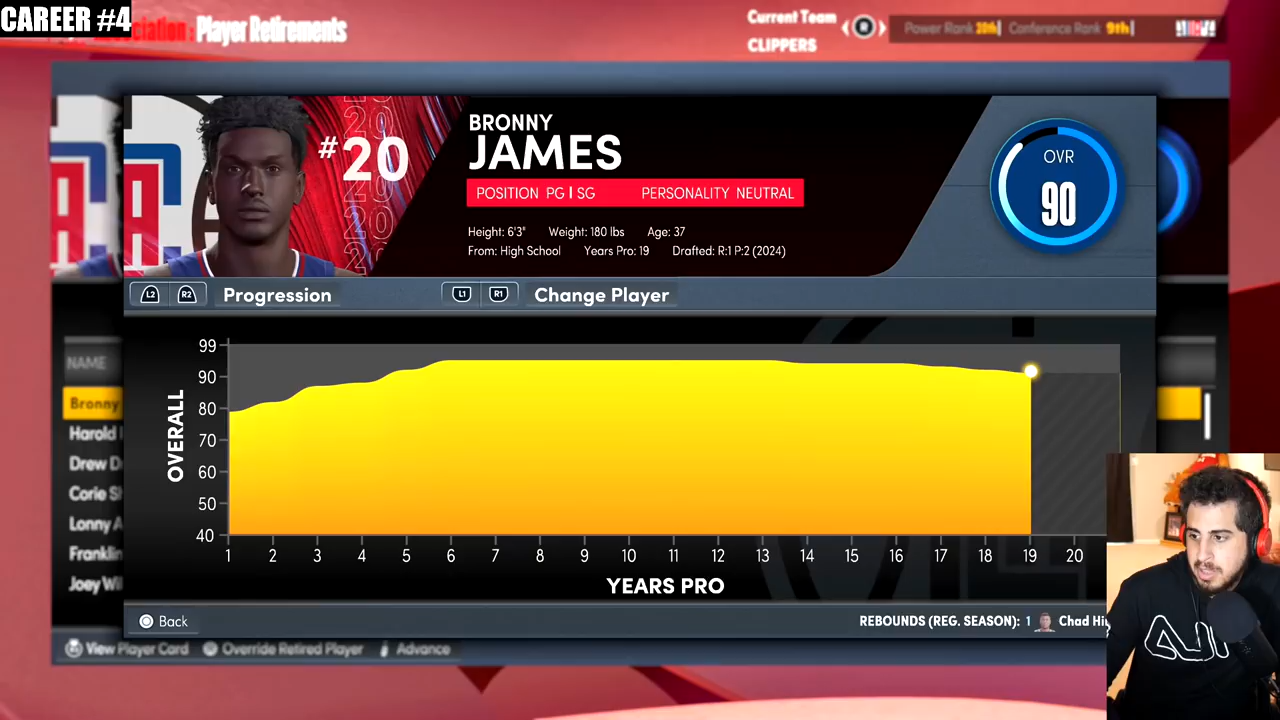 CAREER #4
Player Retirements
Current Team
CLIPPERS
Power Rank Conference Rank 9th
#20
BRONNY
JAMES
POSITION PG | SG PERSONALITY NEUTRAL
Height: 6'3" Weight: 180 lbs Age: 37
From: High School Years Pro: 19 Drafted: R:1 P:2 (2024)
OVR
90
L2 R2 Progression L1 R1 Change Player
NAME
Bronny
Harold
Drew
Corie
Lonny
Franklin
Joey
99
90
80
70
60
50
40
OVERALL
1 2 3 4 5 6 7 8 9 10 11 12 13 14 15 16 17 18 19 20
YEARS PRO
Back
REBOUNDS (REG. SEASON): 1 Chad
View Player Card Override Retired Player Advance